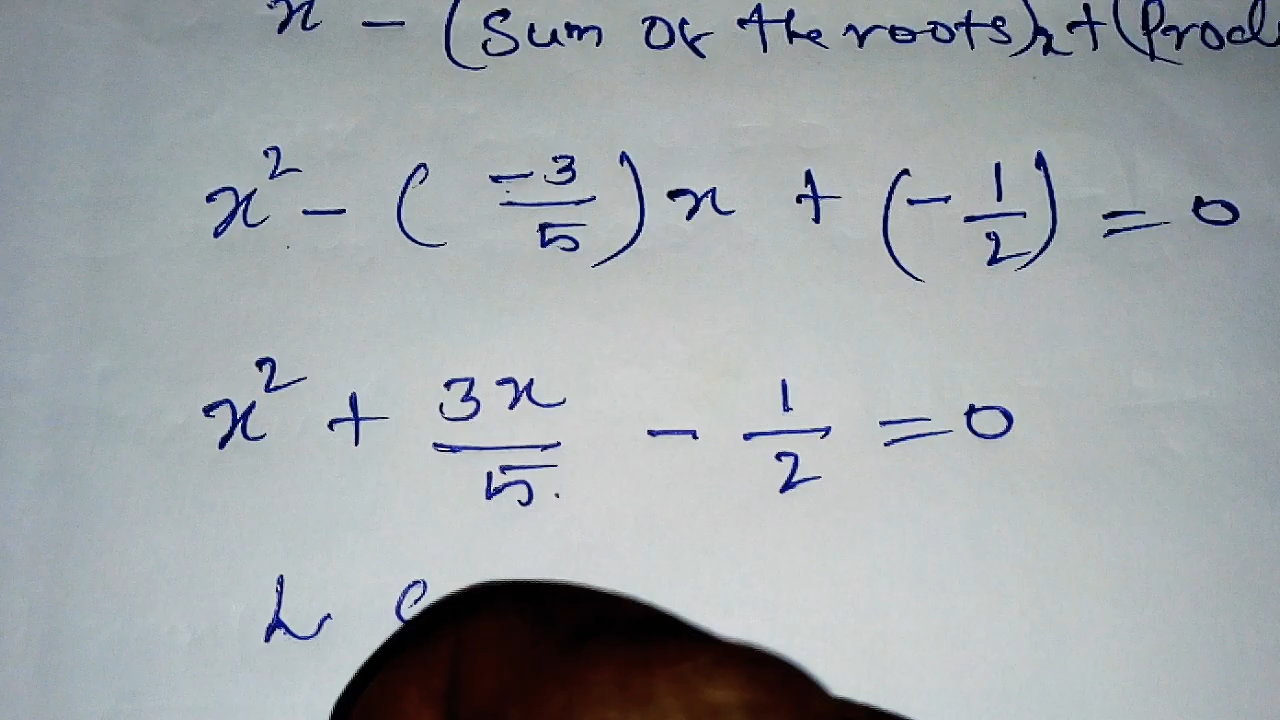 x - (Sum of the roots)x + (Prod
x² - (-3/5)x + (-1/2) = 0
x² + 3x/5 - 1/2 = 0
L C